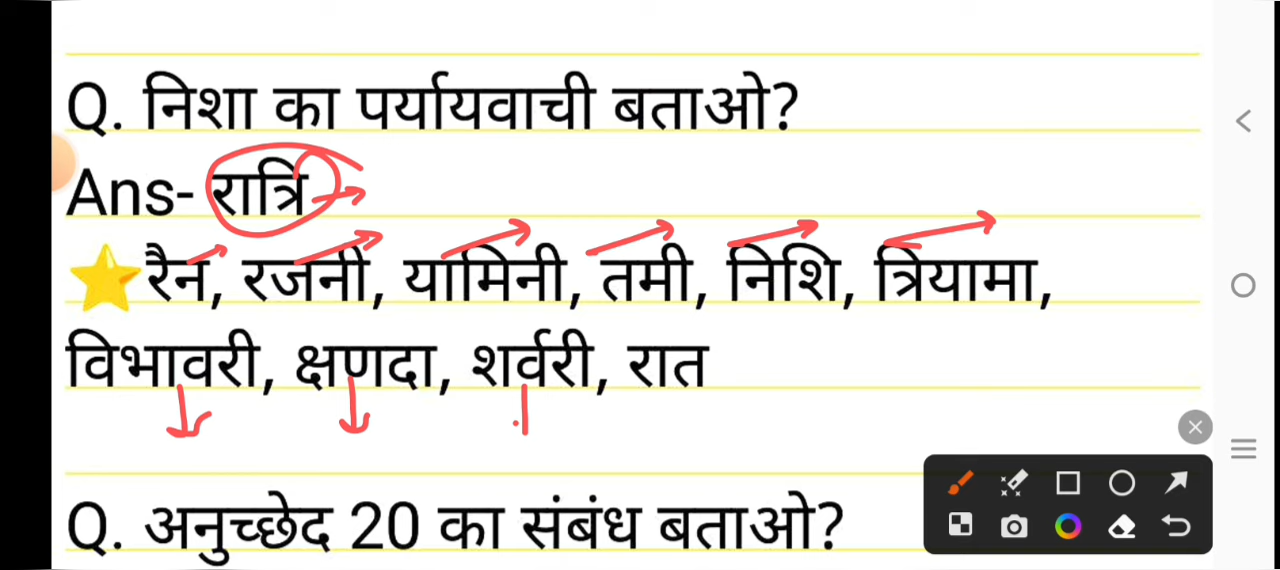 Q. निशा का पर्यायवाची बताओ?
Ans- रात्रि
रैन, रजनी, यामिनी, तमी, निशि, त्रियामा,
विभावरी, क्षणदा, शर्वरी, रात
Q. अनुच्छेद 20 का संबंध बताओ?